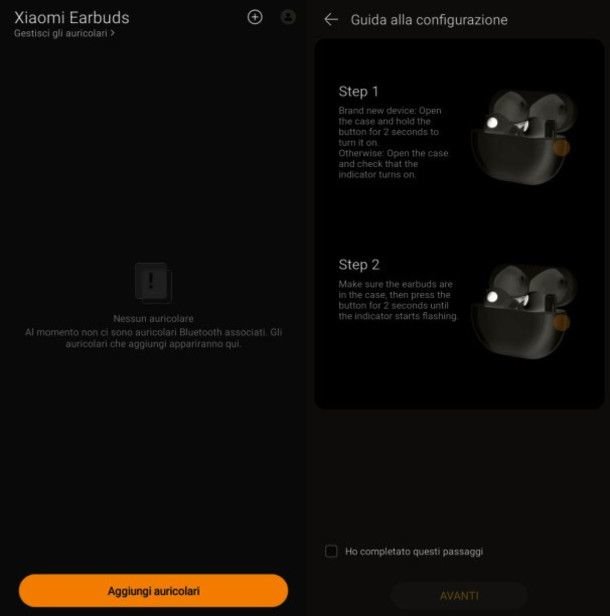 Xiaomi Earbuds
Gestisci gli auricolari >
Nessun auricolare
Al momento non ci sono auricolari Bluetooth associati. Gli
auricolari che aggiungi appariranno qui.
Aggiungi auricolari
Guida alla configurazione
Step 1
Brand new device: Open
the case and hold the
button for 2 seconds to
turn it on.
Otherwise: Open the case
and check that the
indicator turns on.
Step 2
Make sure the earbuds are
in the case, then press the
button for 2 seconds until
the indicator starts flashing.
Ho completato questi passaggi
AVANTI